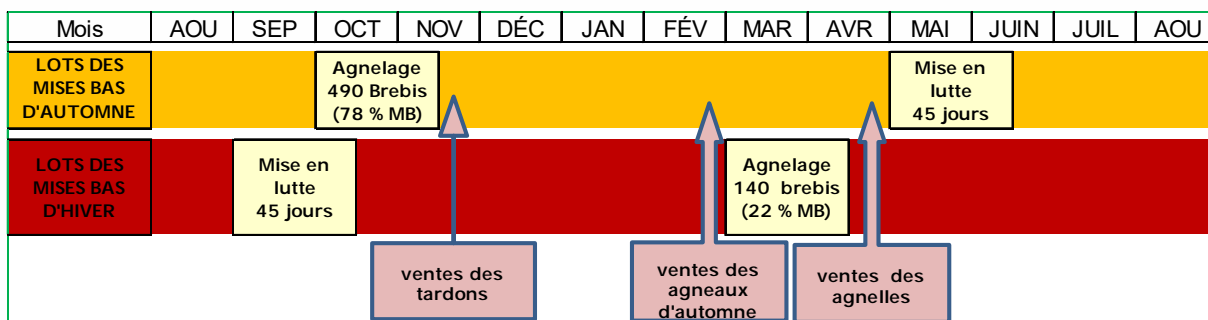 Mois AOU SEP OCT NOV DÉC JAN FÉV MAR AVR MAI JUIN JUIL AOU
LOTS DES
MISES BAS
D'AUTOMNE
Agnelage
490 Brebis
(78 % MB)
Mise en
lutte
45 jours
LOTS DES
MISES BAS
D'HIVER
Mise en
lutte
45 jours
Agnelage
140 brebis
(22 % MB)
ventes des
tardons
ventes des
agneaux
d'automne
ventes des
agnelles